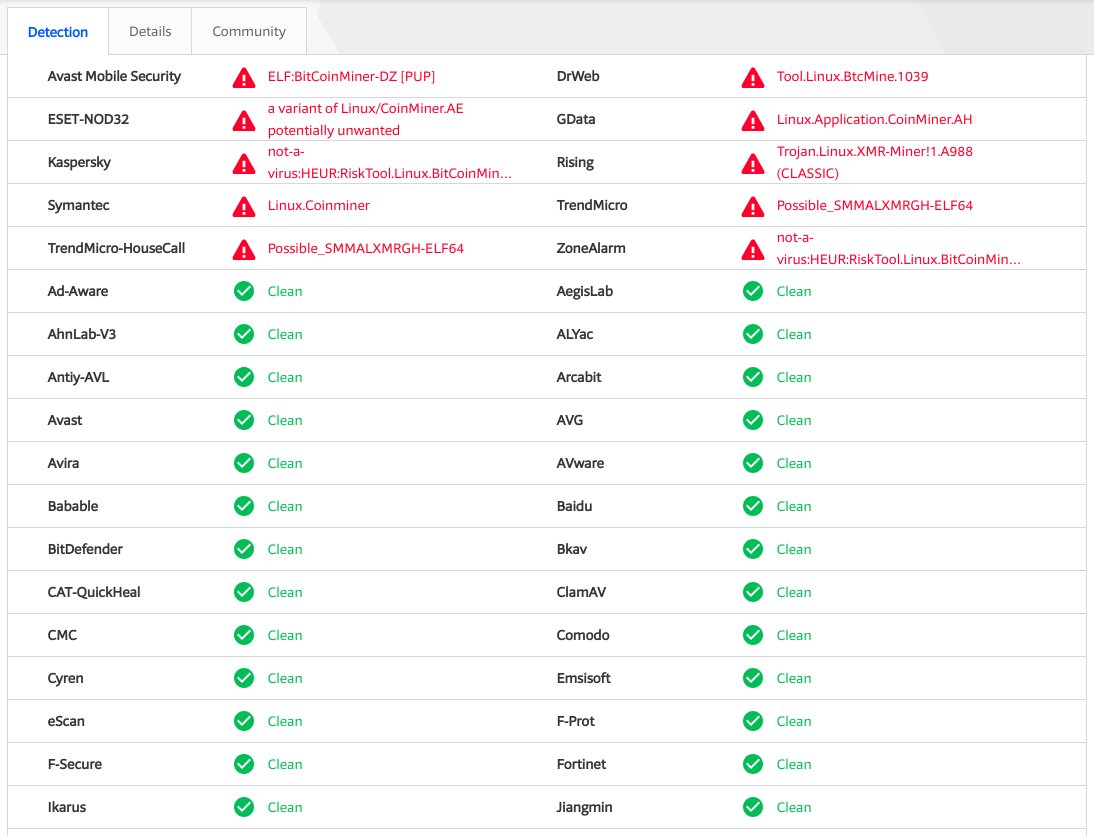 Detection Details Community
Avast Mobile Security ELF:BitCoinMiner-DZ [PUP] DrWeb Tool.Linux.BtcMine.1039
ESET-NOD32 a variant of Linux/CoinMiner.AE
potentially unwanted GData Linux.Application.CoinMiner.AH
Kaspersky not-a-
virus:HEUR:RiskTool.Linux.BitCoinMin... Rising Trojan.Linux.XMR-Miner!1.A988
(CLASSIC)
Symantec Linux.Coinminer TrendMicro Possible_SMMALXMRGH-ELF64
TrendMicro-HouseCall Possible_SMMALXMRGH-ELF64 ZoneAlarm not-a-
virus:HEUR:RiskTool.Linux.BitCoinMin...
Ad-Aware Clean AegisLab Clean
AhnLab-V3 Clean ALYac Clean
Antiy-AVL Clean Arcabit Clean
Avast Clean AVG Clean
Avira Clean AVware Clean
Babable Clean Baidu Clean
BitDefender Clean Bkav Clean
CAT-QuickHeal Clean ClamAV Clean
CMC Clean Comodo Clean
Cyren Clean Emsisoft Clean
eScan Clean F-Prot Clean
F-Secure Clean Fortinet Clean
Ikarus Clean Jiangmin Clean